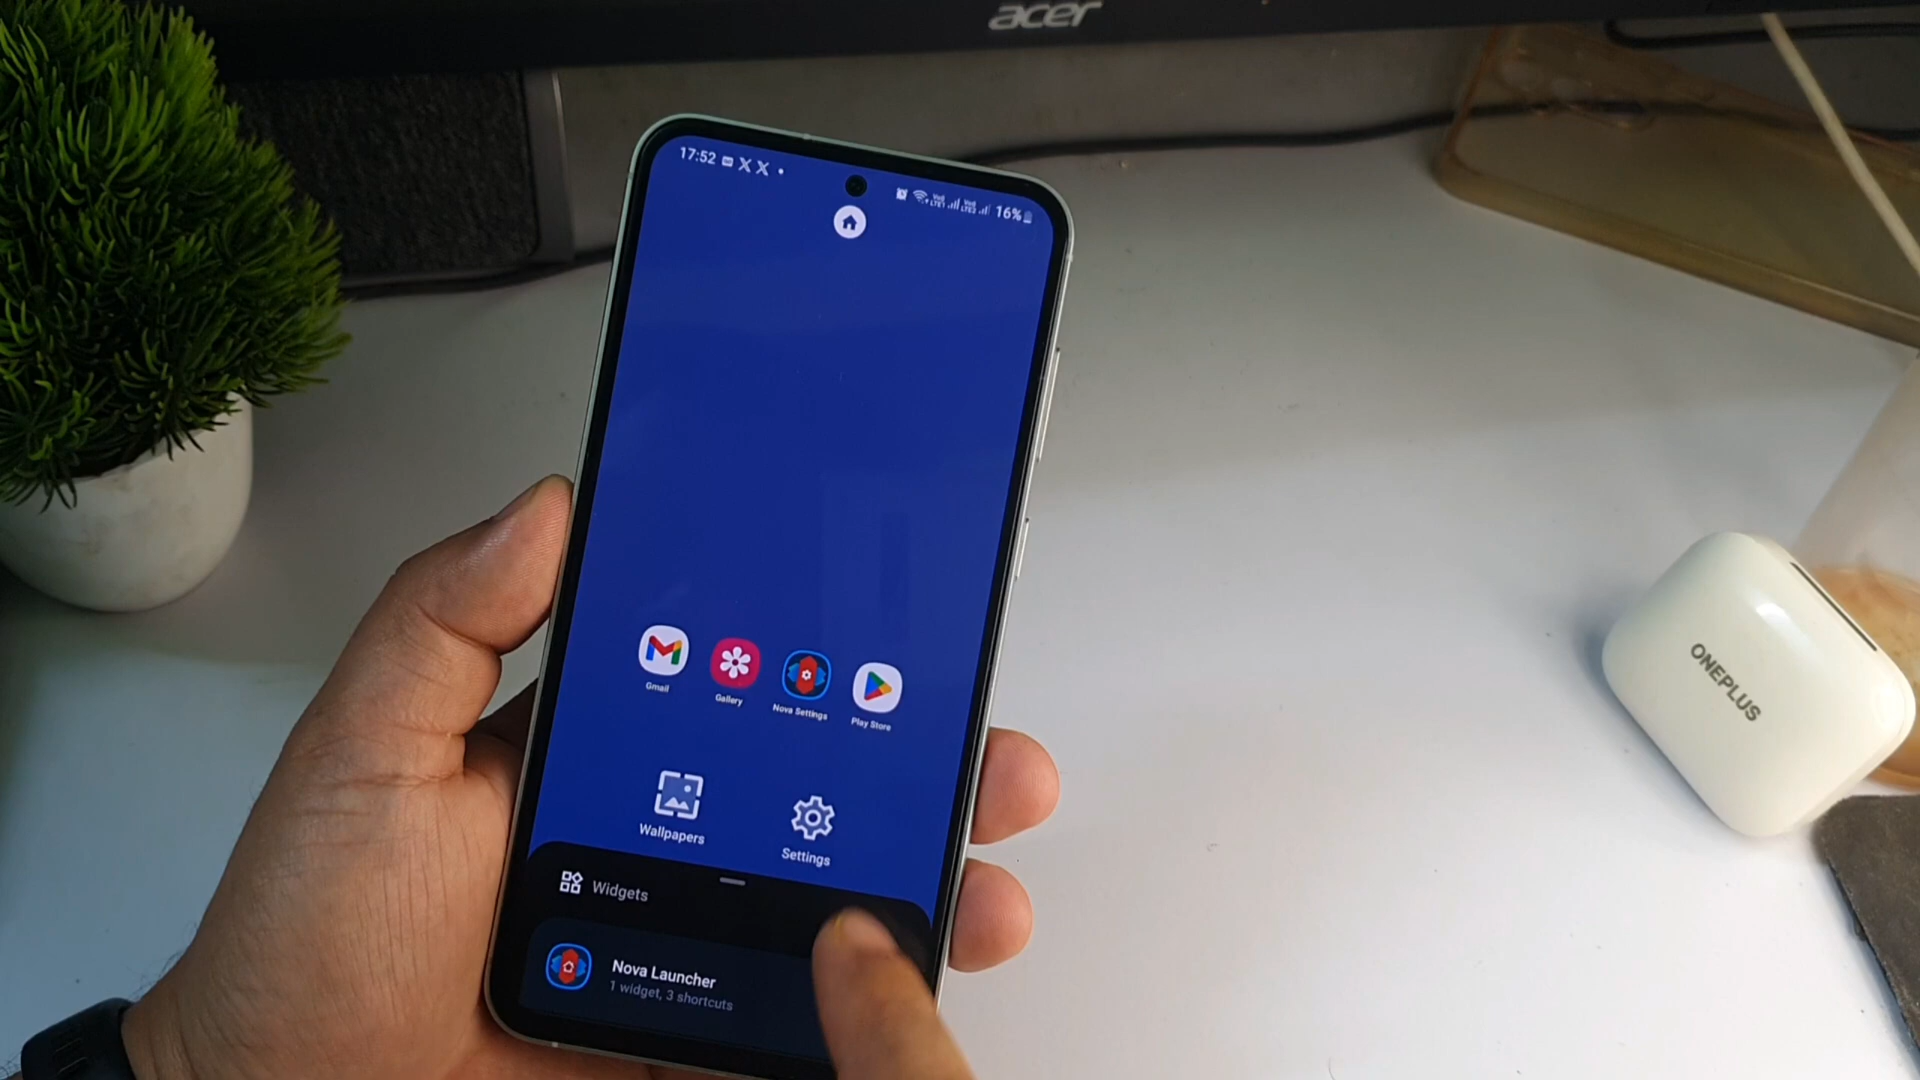 acer
17:52
16%
Gmail
Gallery
Nova Settings
Play Store
Wallpapers
Settings
Widgets
Nova Launcher
1 widget, 3 shortcuts
ONEPLUS